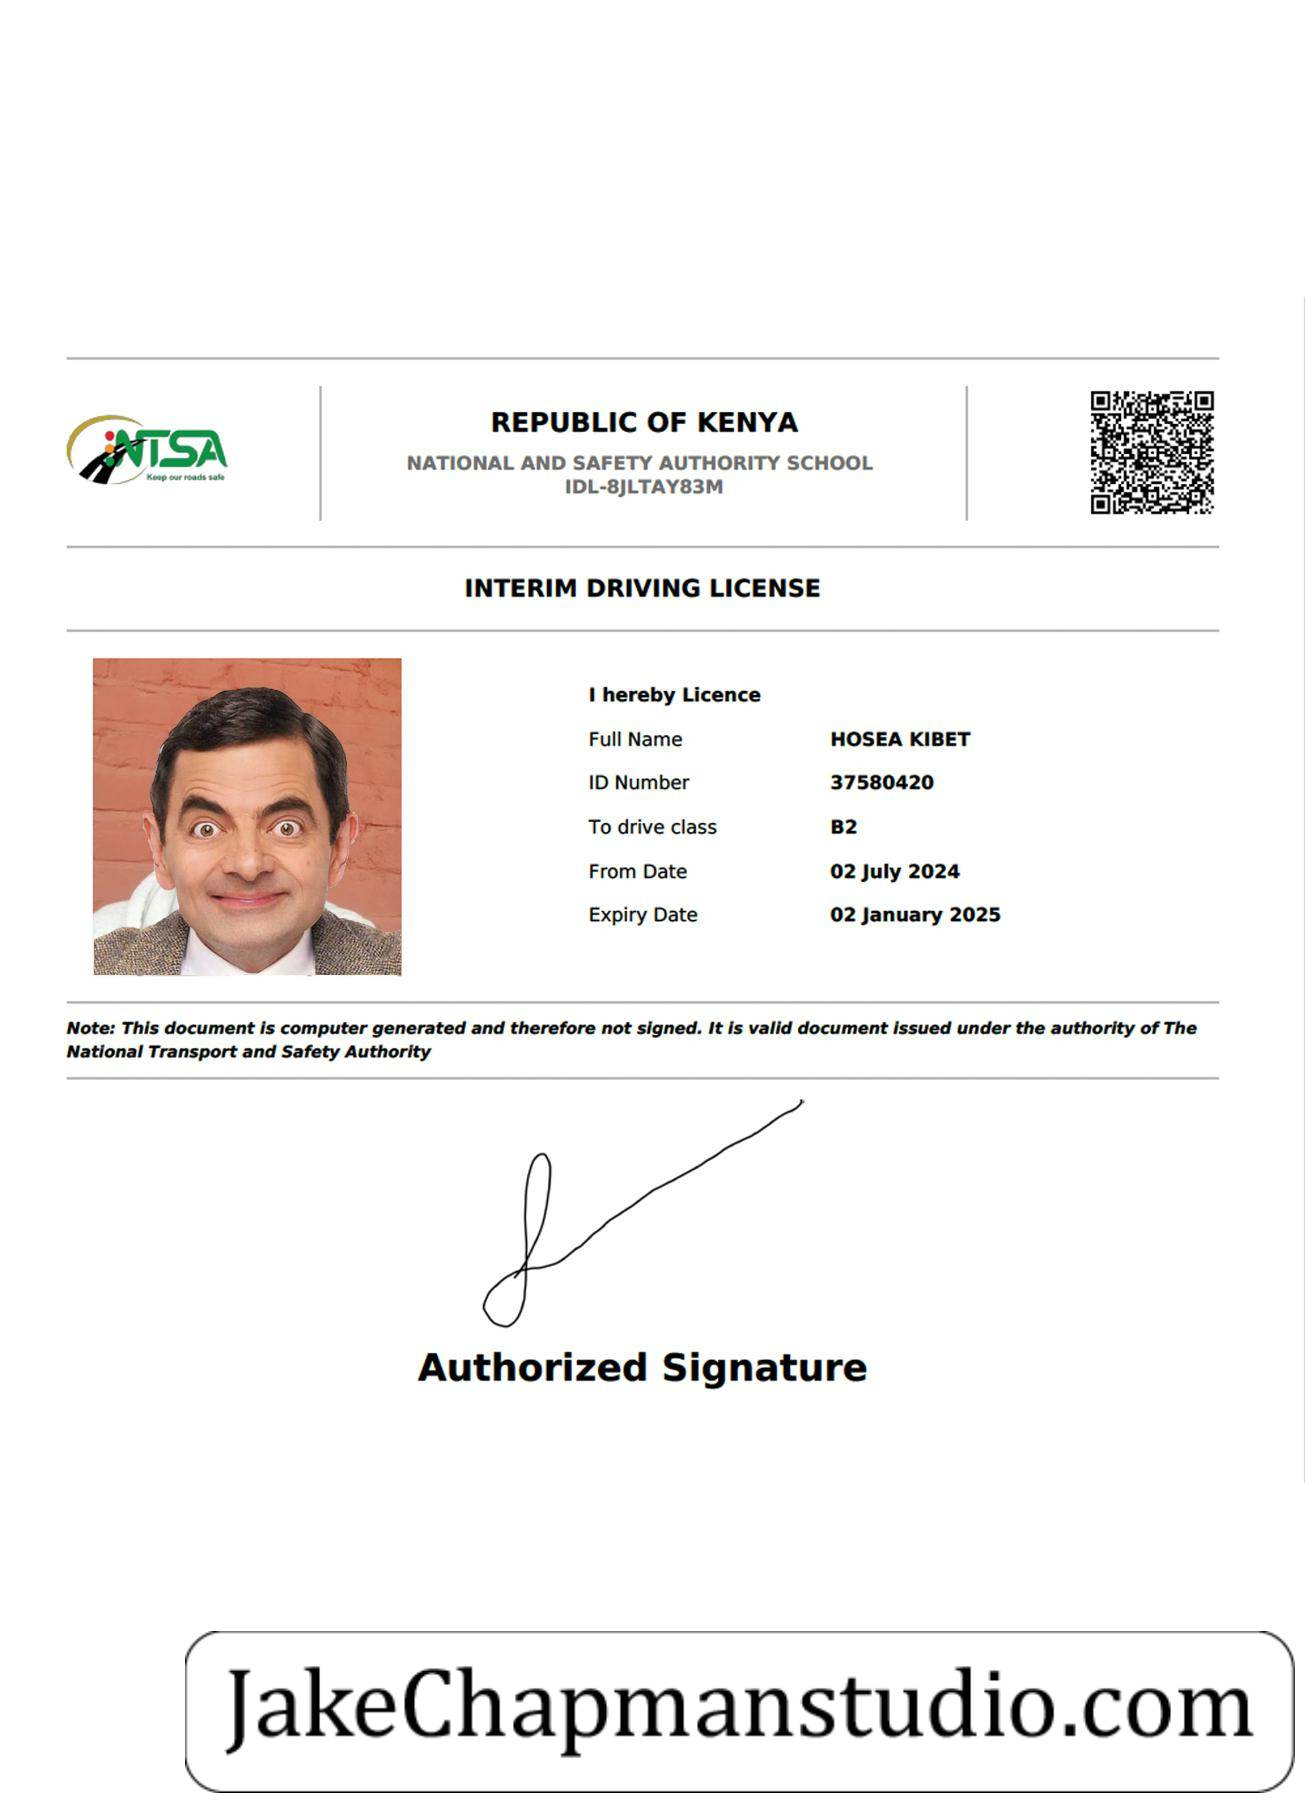 NTSA
Keep our roads safe
REPUBLIC OF KENYA
NATIONAL AND SAFETY AUTHORITY SCHOOL
IDL-8JLTAY83M
INTERIM DRIVING LICENSE
I hereby Licence
Full Name HOSEA KIBET
ID Number 37580420
To drive class B2
From Date 02 July 2024
Expiry Date 02 January 2025
Note: This document is computer generated and therefore not signed. It is valid document issued under the authority of The
National Transport and Safety Authority
Authorized Signature
JakeChapmanstudio.com